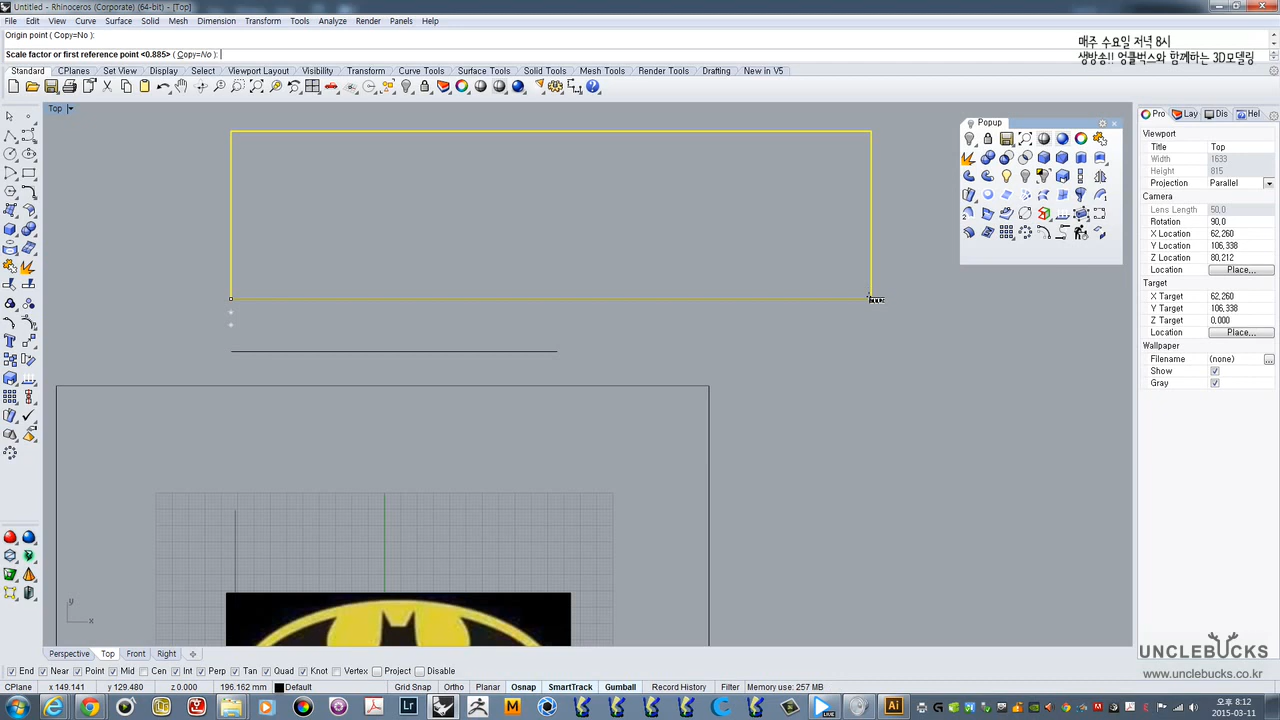 Untitled - Rhinoceros (Corporate) (64-bit) - [Top]
File Edit View Curve Surface Solid Mesh Dimension Transform Tools Analyze Render Panels Help
Origin point ( Copy=No ):
Scale factor or first reference point <0.885> ( Copy=No ):
매주 수요일 저녁 8시
생방송!! 엉클벅스와 함께하는 3D모델링
Standard CPlanes Set View Display Select Viewport Layout Visibility Transform Curve Tools Surface Tools Solid Tools Mesh Tools Render Tools Drafting New in V5
Top
Popup
Pro Lay Dis Hel
Viewport
Title Top
Width 1633
Height 815
Projection Parallel
Camera
Lens Length 50,0
Rotation 90,0
X Location 62,260
Y Location 106,338
Z Location 80,212
Location Place...
Target
X Target 62,260
Y Target 106,338
Z Target 0,000
Location Place...
Wallpaper
Filename (none) ...
Show
Gray
y
x
Perspective Top Front Right
End Near Point Mid Cen Int Perp Tan Quad Knot Vertex Project Disable
CPlane x 149.141 y 129.480 z 0.000 196.162 mm Default Grid Snap Ortho Planar Osnap SmartTrack Gumball Record History Filter Memory use: 257 MB
UNCLEBUCKS
www.unclebucks.co.kr
Lr M Ai LIVE
오후 8:12
2015-03-11